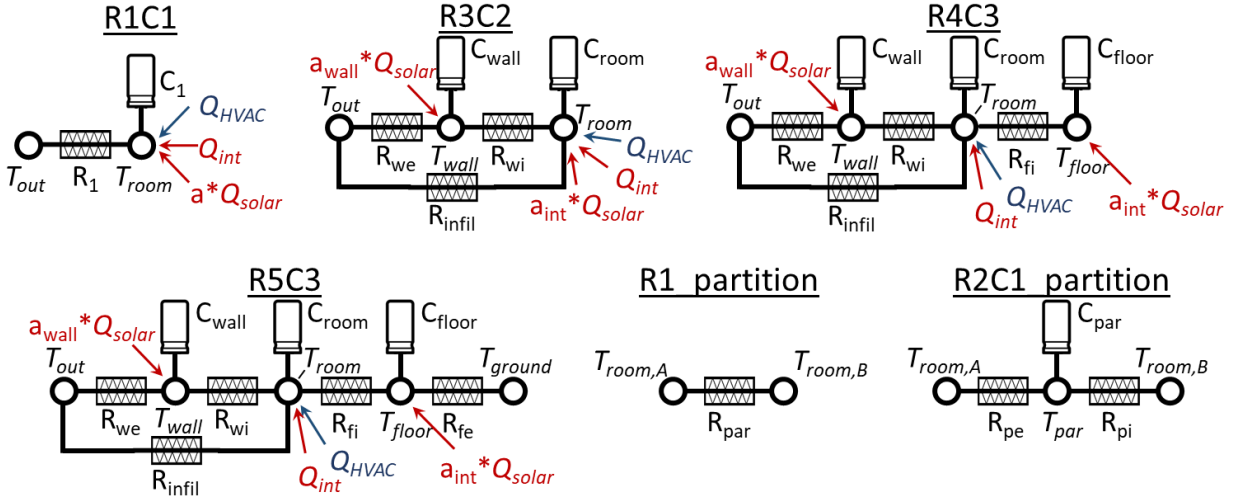 R1C1
C1
QHVAC
Qint
a*Qsolar
Tout
R1
Troom
R3C2
awall*Qsolar
Cwall
Croom
Tout
Troom
Rwe
Twall
Rwi
QHVAC
Qint
aint*Qsolar
Rinfil
R4C3
awall*Qsolar
Cwall
Croom
Cfloor
Tout
Troom
Rwe
Twall
Rwi
Rfi
Tfloor
QHVAC
Qint
aint*Qsolar
Rinfil
R5C3
awall*Qsolar
Cwall
Croom
Cfloor
Tout
Troom
Tground
Rwe
Twall
Rwi
Rfi
Tfloor
Rfe
QHVAC
Qint
aint*Qsolar
Rinfil
R1_partition
Troom,A
Troom,B
Rpar
R2C1_partition
Cpar
Troom,A
Troom,B
Rpe
Tpar
Rpi